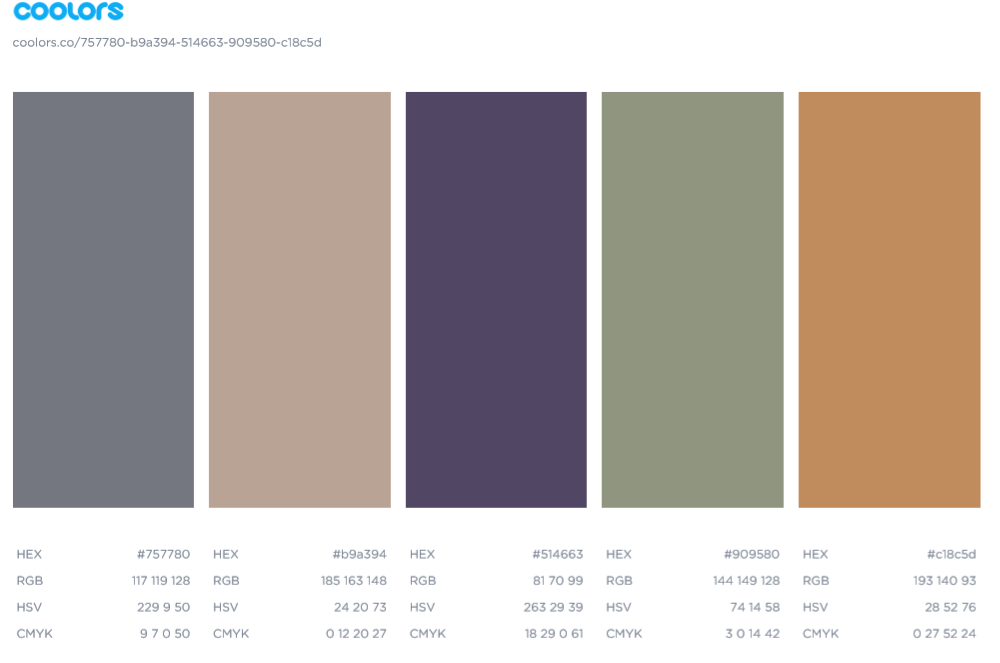 coolors
coolors.co/757780-b9a394-514663-909580-c18c5d
HEX #757780 HEX #b9a394 HEX #514663 HEX #909580 HEX #c18c5d
RGB 117 119 128 RGB 185 163 148 RGB 81 70 99 RGB 144 149 128 RGB 193 140 93
HSV 229 9 50 HSV 24 20 73 HSV 263 29 39 HSV 74 14 58 HSV 28 52 76
CMYK 9 7 0 50 CMYK 0 12 20 27 CMYK 18 29 0 61 CMYK 3 0 14 42 CMYK 0 27 52 24